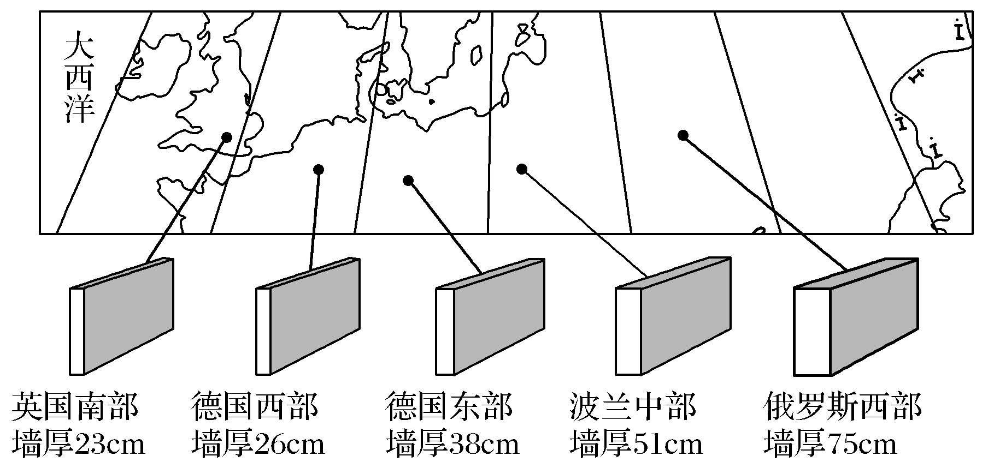 大西洋
英国南部
墙厚23cm
德国西部
墙厚26cm
德国东部
墙厚38cm
波兰中部
墙厚51cm
俄罗斯西部
墙厚75cm